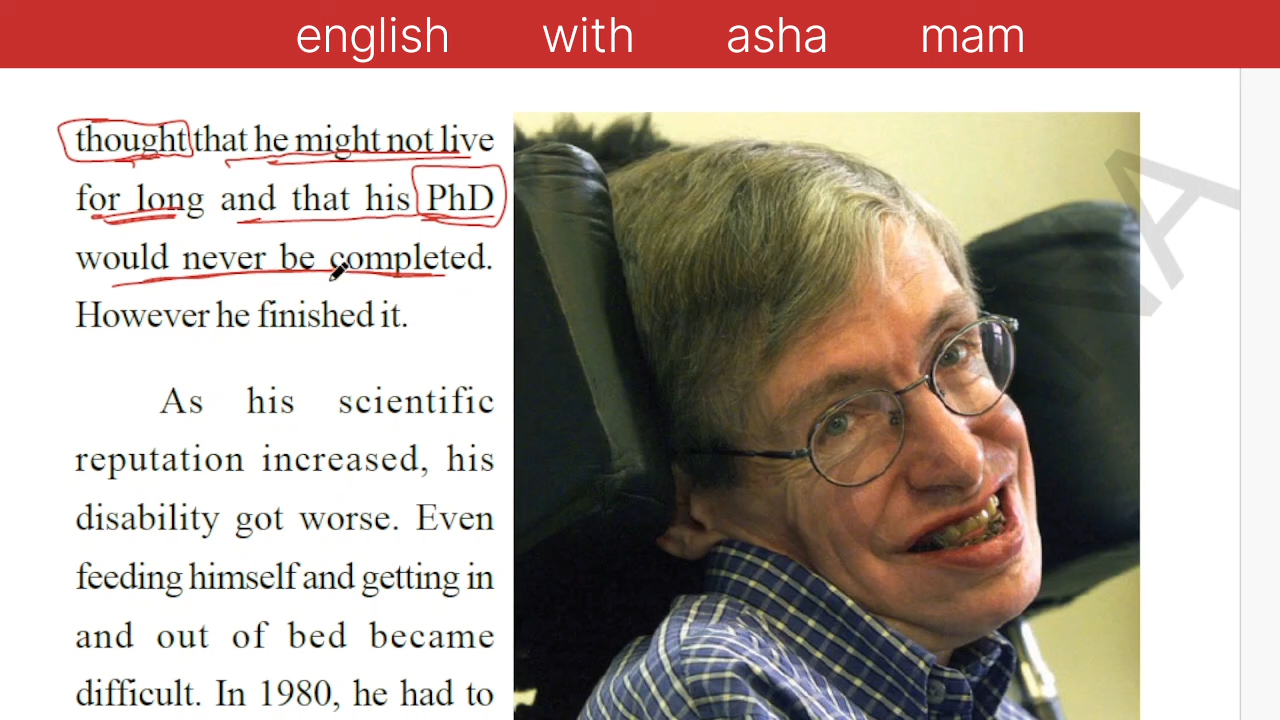 english with asha mam
thought that he might not live
for long and that his PhD
would never be completed.
However he finished it.
As his scientific
reputation increased, his
disability got worse. Even
feeding himself and getting in
and out of bed became
difficult. In 1980, he had to